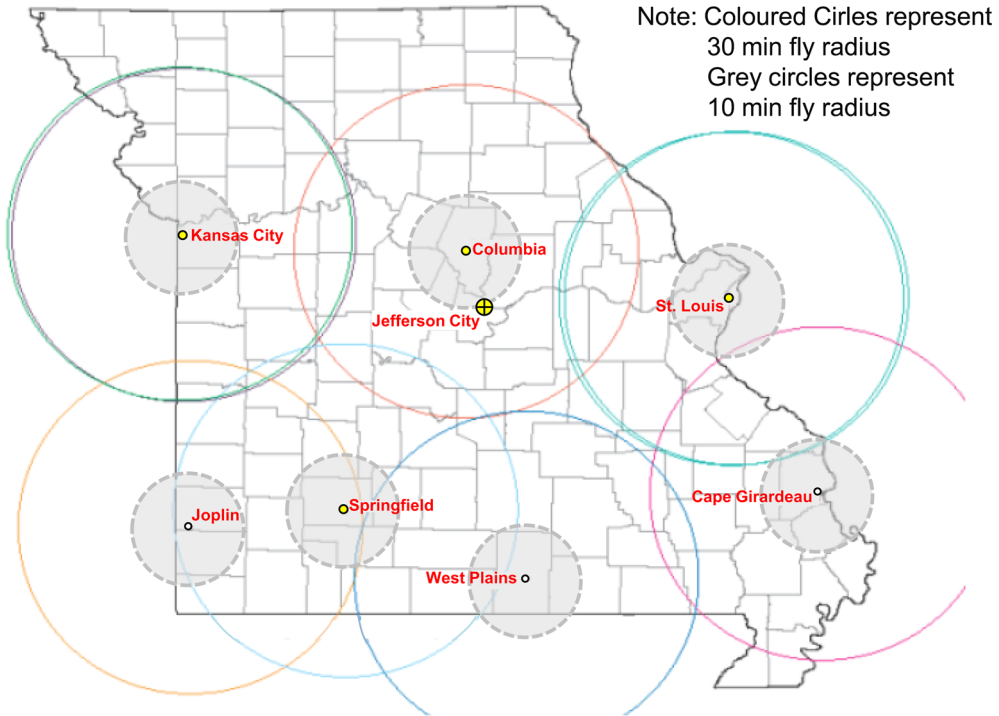 Note: Coloured Cirles represent
30 min fly radius
Grey circles represent
10 min fly radius
Kansas City
Columbia
Jefferson City
St. Louis
Cape Girardeau
Springfield
Joplin
West Plains